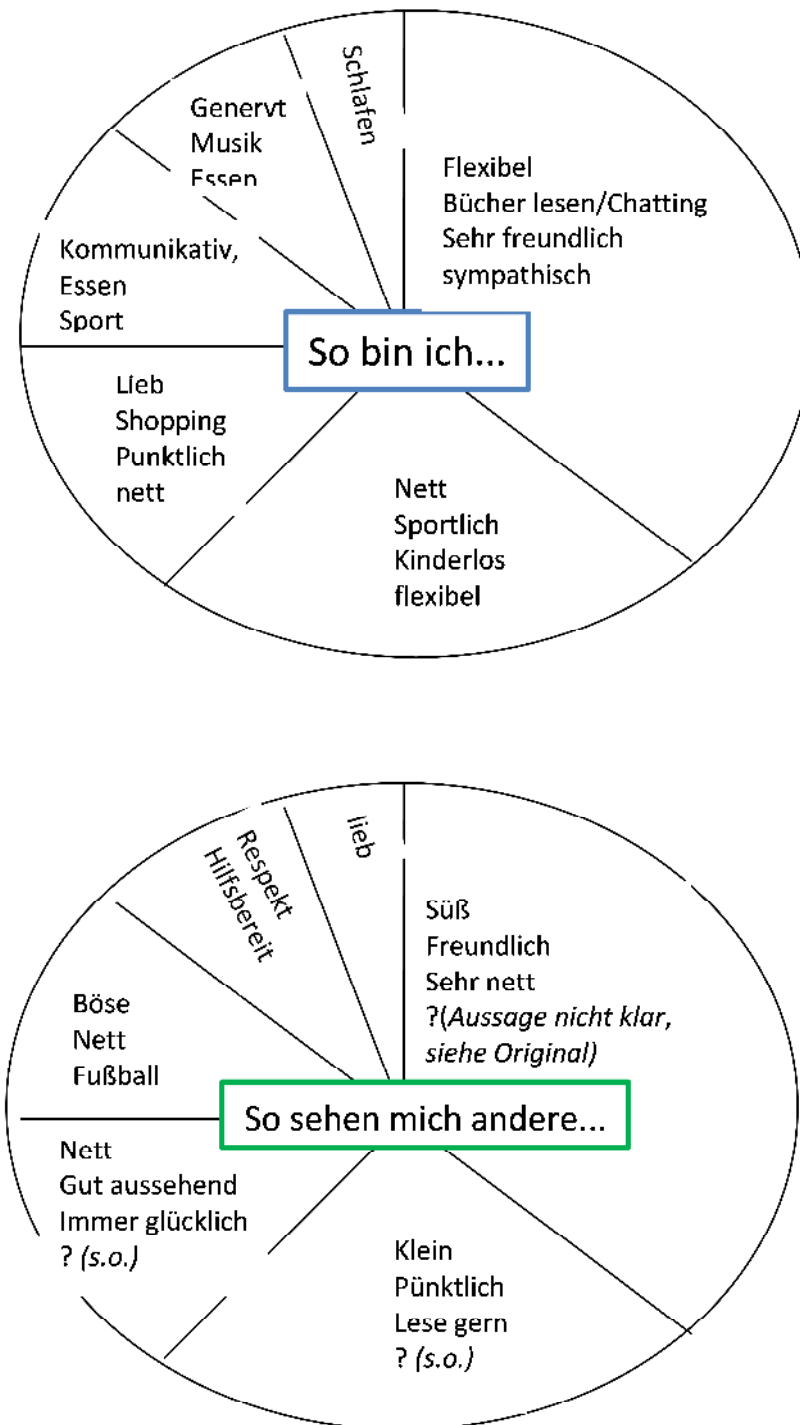 Schlafen
Genervt
Musik
Essen
Flexibel
Bücher lesen/Chatting
Sehr freundlich
sympathisch
Kommunikativ,
Essen
Sport
So bin ich...
Lieb
Shopping
Punktlich
nett
Nett
Sportlich
Kinderlos
flexibel
lieb
Respekt
Hilfsbereit
Süß
Freundlich
Sehr nett
?(Aussage nicht klar,
siehe Original)
Böse
Nett
Fußball
So sehen mich andere...
Nett
Gut aussehend
Immer glücklich
? (s.o.)
Klein
Pünktlich
Lese gern
? (s.o.)